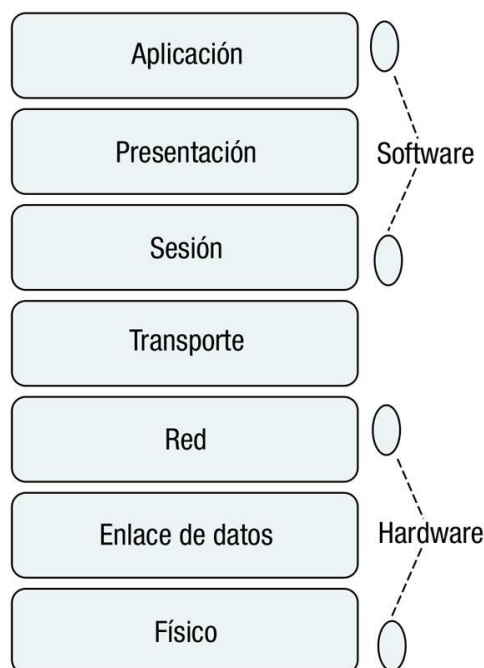 Aplicación
Presentación
Software
Sesión
Transporte
Red
Enlace de datos
Hardware
Físico